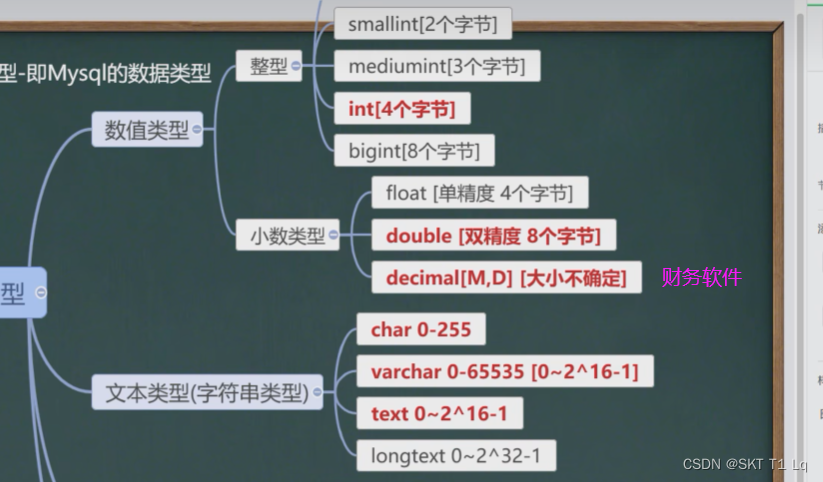 smallint[2个字节]
型-即Mysql的数据类型
整型
mediumint[3个字节]
int[4个字节]
数值类型
bigint[8个字节]
float [单精度 4个字节]
小数类型
double [双精度 8个字节]
decimal[M,D] [大小不确定]
财务软件
型
char 0-255
varchar 0-65535 [0~2^16-1]
文本类型(字符串类型)
text 0~2^16-1
longtext 0~2^32-1
CSDN @SKT T1_Lq